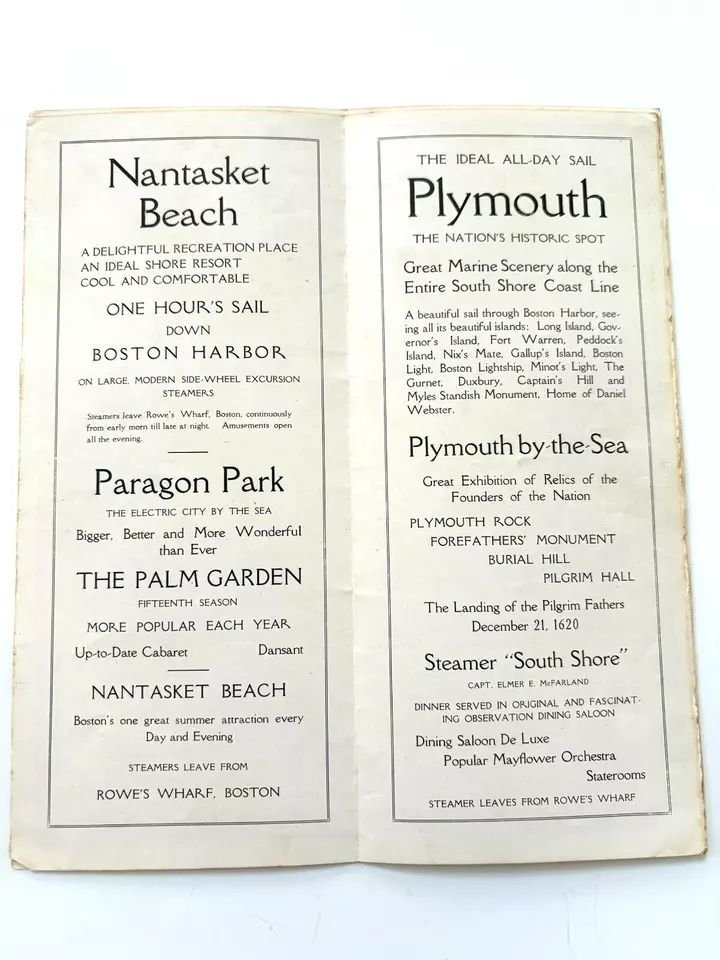 Nantasket
Beach
A DELIGHTFUL RECREATION PLACE
AN IDEAL SHORE RESORT
COOL AND COMFORTABLE
ONE HOUR'S SAIL
DOWN
BOSTON HARBOR
ON LARGE, MODERN SIDE-WHEEL EXCURSION
STEAMERS
Steamers leave Rowe's Wharf, Boston, continuously
from early morn till late at night. Amusements open
all the evening.
Paragon Park
THE ELECTRIC CITY BY THE SEA
Bigger, Better and More Wonderful
than Ever
THE PALM GARDEN
FIFTEENTH SEASON
MORE POPULAR EACH YEAR
Up-to-Date Cabaret Dansant
NANTASKET BEACH
Boston's one great summer attraction every
Day and Evening
STEAMERS LEAVE FROM
ROWE'S WHARF, BOSTON
THE IDEAL ALL-DAY SAIL
Plymouth
THE NATION'S HISTORIC SPOT
Great Marine Scenery along the
Entire South Shore Coast Line
A beautiful sail through Boston Harbor, see-
ing all its beautiful islands: Long Island, Gov-
ernor's Island, Fort Warren, Peddock's
Island, Nix's Mate, Gallup's Island, Boston
Light, Boston Lightship, Minot's Light, The
Gurnet, Duxbury, Captain's Hill and
Myles Standish Monument, Home of Daniel
Webster.
Plymouth by-the-Sea
Great Exhibition of Relics of the
Founders of the Nation
PLYMOUTH ROCK
FOREFATHERS' MONUMENT
BURIAL HILL
PILGRIM HALL
The Landing of the Pilgrim Fathers
December 21, 1620
Steamer "South Shore"
CAPT. ELMER E. McFARLAND
DINNER SERVED IN ORIGINAL AND FASCINAT-
ING OBSERVATION DINING SALOON
Dining Saloon De Luxe
Popular Mayflower Orchestra
Staterooms
STEAMER LEAVES FROM ROWE'S WHARF